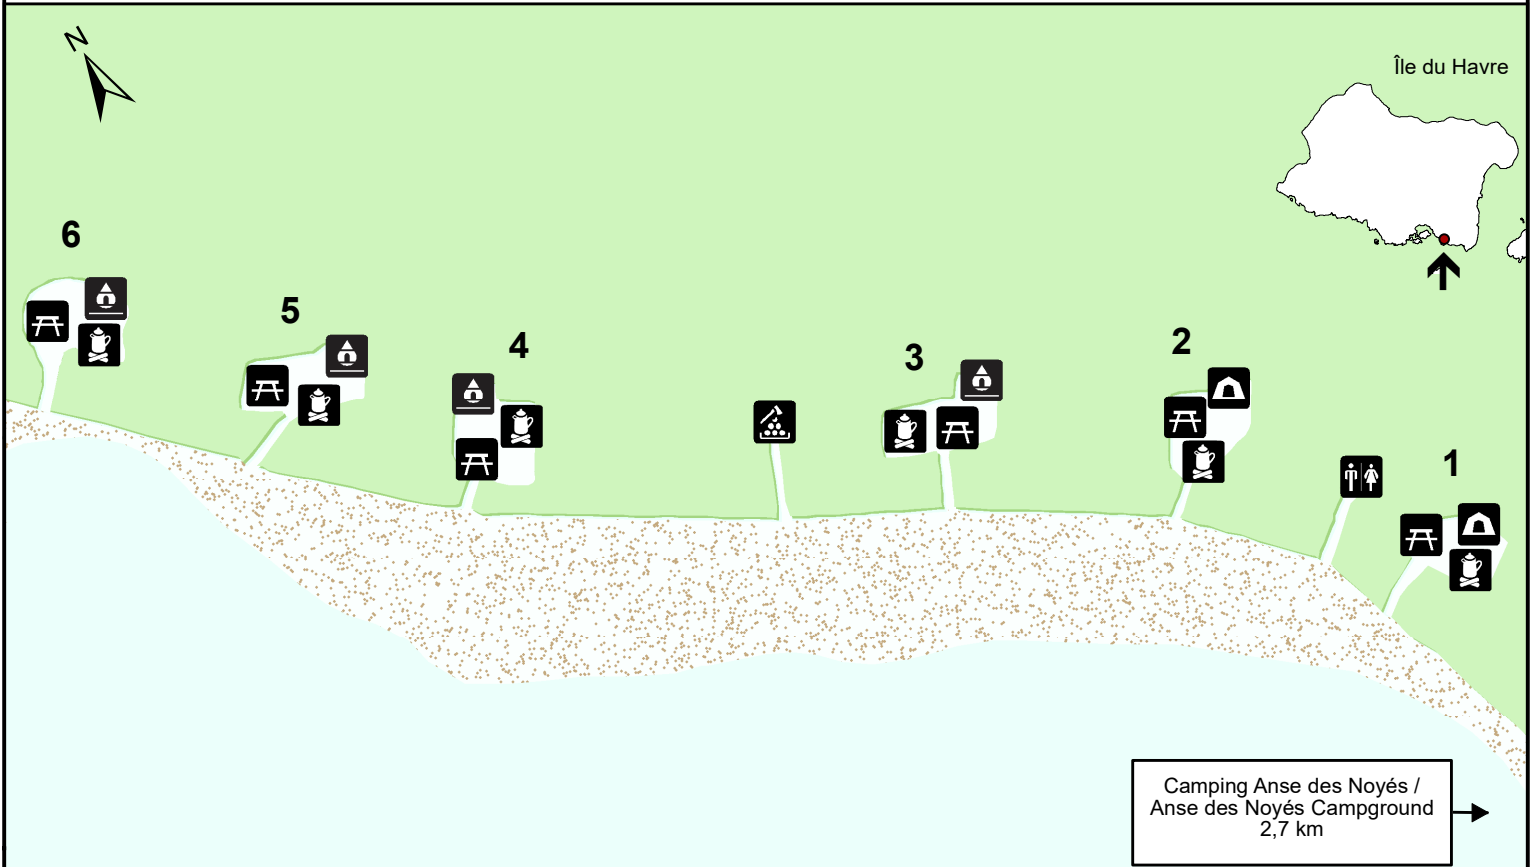 N
Île du Havre
6
5
4
3
2
1
Camping Anse des Noyés /
Anse des Noyés Campground
2,7 km